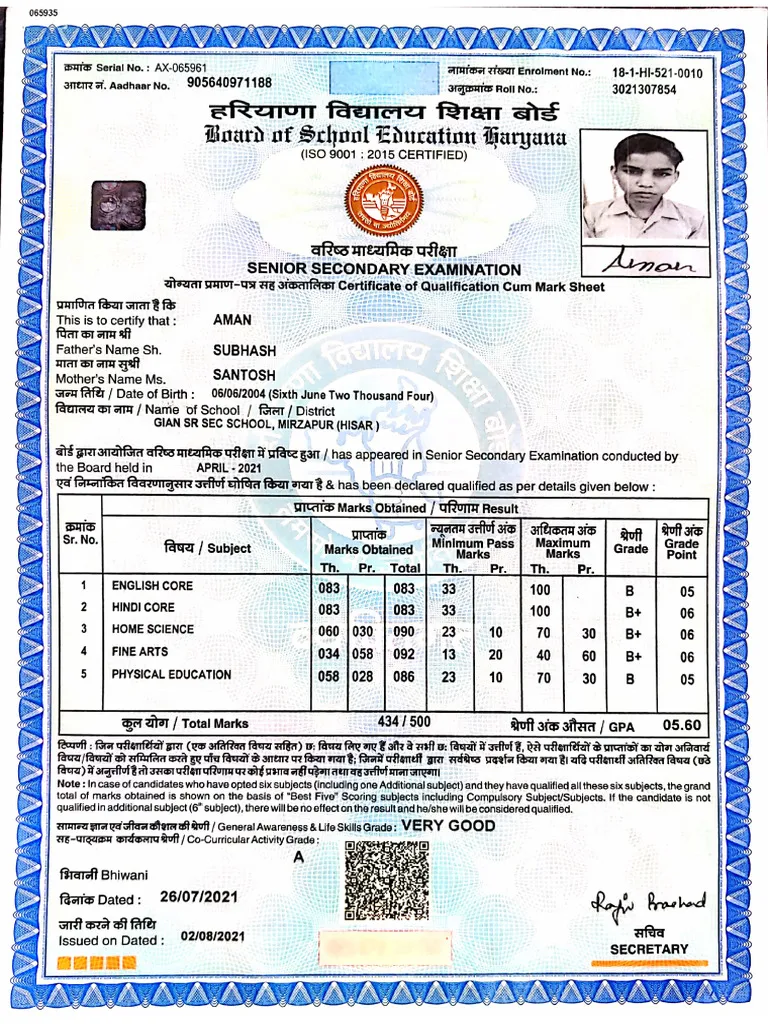 065935
क्रमांक Serial No. : AX-065961
नामांकन संख्या Enrolment No.: 18-1-HI-521-0010
आधार नं. Aadhaar No. 905640971188
अनुक्रमांक Roll No.: 3021307854
हरियाणा विद्यालय शिक्षा बोर्ड
Board of School Education Haryana
(ISO 9001 : 2015 CERTIFIED)
वरिष्ठ माध्यमिक परीक्षा
SENIOR SECONDARY EXAMINATION
Aman
योग्यता प्रमाण-पत्र सह अंकतालिका Certificate of Qualification Cum Mark Sheet
प्रमाणित किया जाता है कि
This is to certify that : AMAN
पिता का नाम श्री
Father's Name Sh. SUBHASH
माता का नाम सुश्री
Mother's Name Ms. SANTOSH
जन्म तिथि / Date of Birth : 06/06/2004 (Sixth June Two Thousand Four)
विद्यालय का नाम / Name of School / जिला / District
GIAN SR SEC SCHOOL, MIRZAPUR (HISAR )
बोर्ड द्वारा आयोजित वरिष्ठ माध्यमिक परीक्षा में प्रविष्ट हुआ / has appeared in Senior Secondary Examination conducted by
the Board held in APRIL - 2021
एवं निम्नांकित विवरणानुसार उत्तीर्ण घोषित किया गया है & has been declared qualified as per details given below :
प्राप्तांक Marks Obtained / परिणाम Result
क्रमांक Sr. No. विषय / Subject प्राप्तांक Marks Obtained न्यूनतम उत्तीर्ण अंक Minimum Pass Marks अधिकतम अंक Maximum Marks श्रेणी Grade श्रेणी अंक Grade Point
Th. Pr. Total Th. Pr. Th. Pr.
1 ENGLISH CORE 083 083 33 100 B 05
2 HINDI CORE 083 083 33 100 B+ 06
3 HOME SCIENCE 060 030 090 23 10 70 30 B+ 06
4 FINE ARTS 034 058 092 13 20 40 60 B+ 06
5 PHYSICAL EDUCATION 058 028 086 23 10 70 30 B 05
कुल योग / Total Marks 434 / 500 श्रेणी अंक औसत / GPA 05.60
टिप्पणी : जिन परीक्षार्थियों द्वारा (एक अतिरिक्त विषय सहित) छः विषय लिए गए हैं और वे सभी छः विषयों में उत्तीर्ण हैं, ऐसे परीक्षार्थियों के प्राप्तांकों का योग अनिवार्य
विषय/विषयों को सम्मिलित करते हुए पाँच विषयों के आधार पर किया गया है; जिनमें परीक्षार्थी द्वारा सर्वश्रेष्ठ प्रदर्शन किया गया है। यदि परीक्षार्थी अतिरिक्त विषय (छठे
विषय) में अनुत्तीर्ण है तो उसका परीक्षा परिणाम पर कोई प्रभाव नहीं पड़ेगा तथा वह उत्तीर्ण माना जाएगा।
Note : In case of candidates who have opted six subjects (including one Additional subject) and they have qualified all these six subjects, the grand
total of marks obtained is shown on the basis of "Best Five" Scoring subjects including Compulsory Subject/Subjects. If the candidate is not
qualified in additional subject (6th subject), there will be no effect on the result and he/she will be considered qualified.
सामान्य ज्ञान एवं जीवन कौशल की श्रेणी / General Awareness & Life Skills Grade : VERY GOOD
सह-पाठ्यक्रम कार्यकलाप श्रेणी / Co-Curricular Activity Grade :
A
भिवानी Bhiwani
दिनांक Dated : 26/07/2021
जारी करने की तिथि
Issued on Dated : 02/08/2021
सचिव
SECRETARY